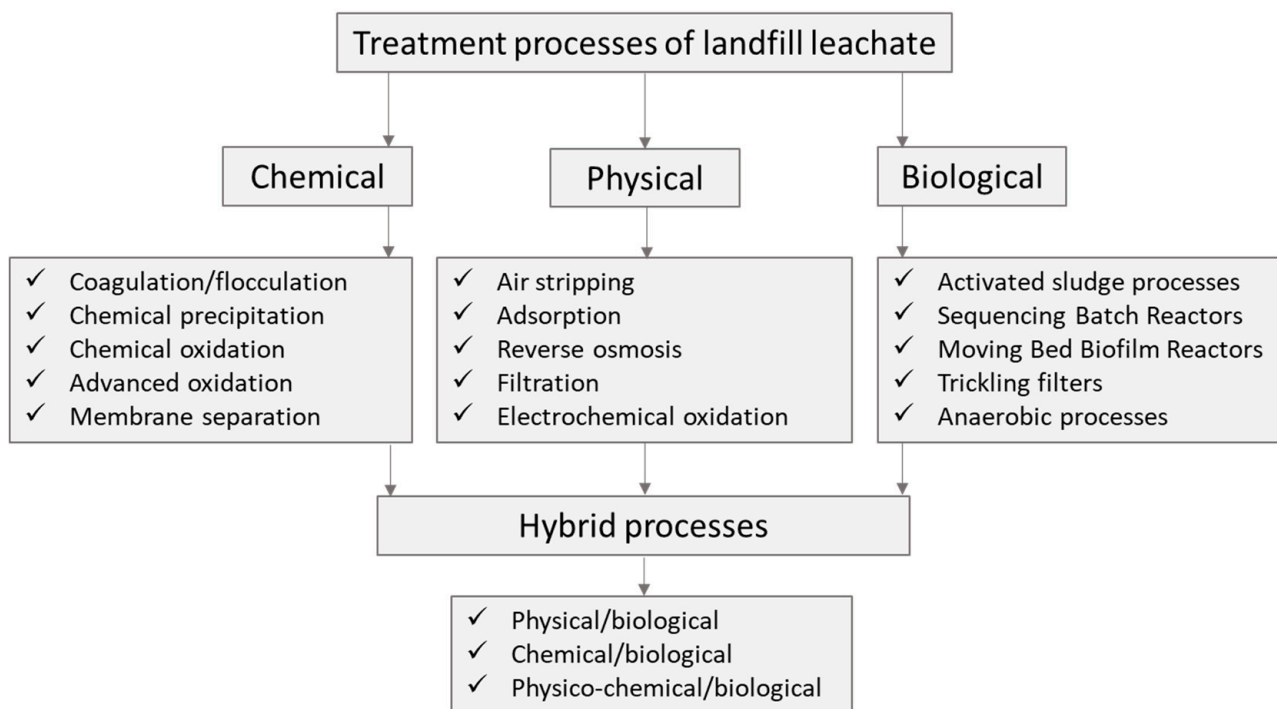 Treatment processes of landfill leachate
Chemical
Physical
Biological
✓ Coagulation/flocculation
✓ Chemical precipitation
✓ Chemical oxidation
✓ Advanced oxidation
✓ Membrane separation
✓ Air stripping
✓ Adsorption
✓ Reverse osmosis
✓ Filtration
✓ Electrochemical oxidation
✓ Activated sludge processes
✓ Sequencing Batch Reactors
✓ Moving Bed Biofilm Reactors
✓ Trickling filters
✓ Anaerobic processes
Hybrid processes
✓ Physical/biological
✓ Chemical/biological
✓ Physico-chemical/biological